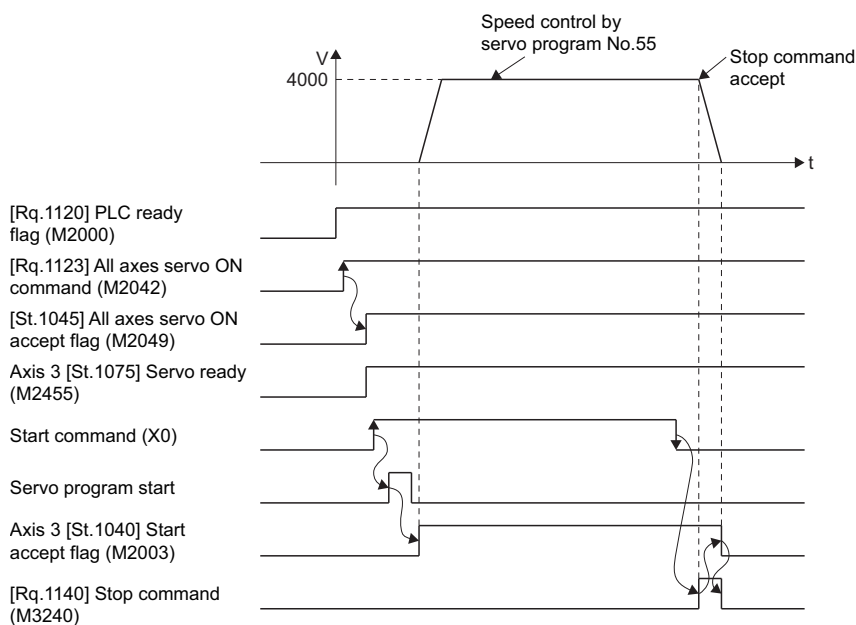 Speed control by
servo program No.55
Stop command
accept
V
4000
t
[Rq.1120] PLC ready
flag (M2000)
[Rq.1123] All axes servo ON
command (M2042)
[St.1045] All axes servo ON
accept flag (M2049)
Axis 3 [St.1075] Servo ready
(M2455)
Start command (X0)
Servo program start
Axis 3 [St.1040] Start
accept flag (M2003)
[Rq.1140] Stop command
(M3240)